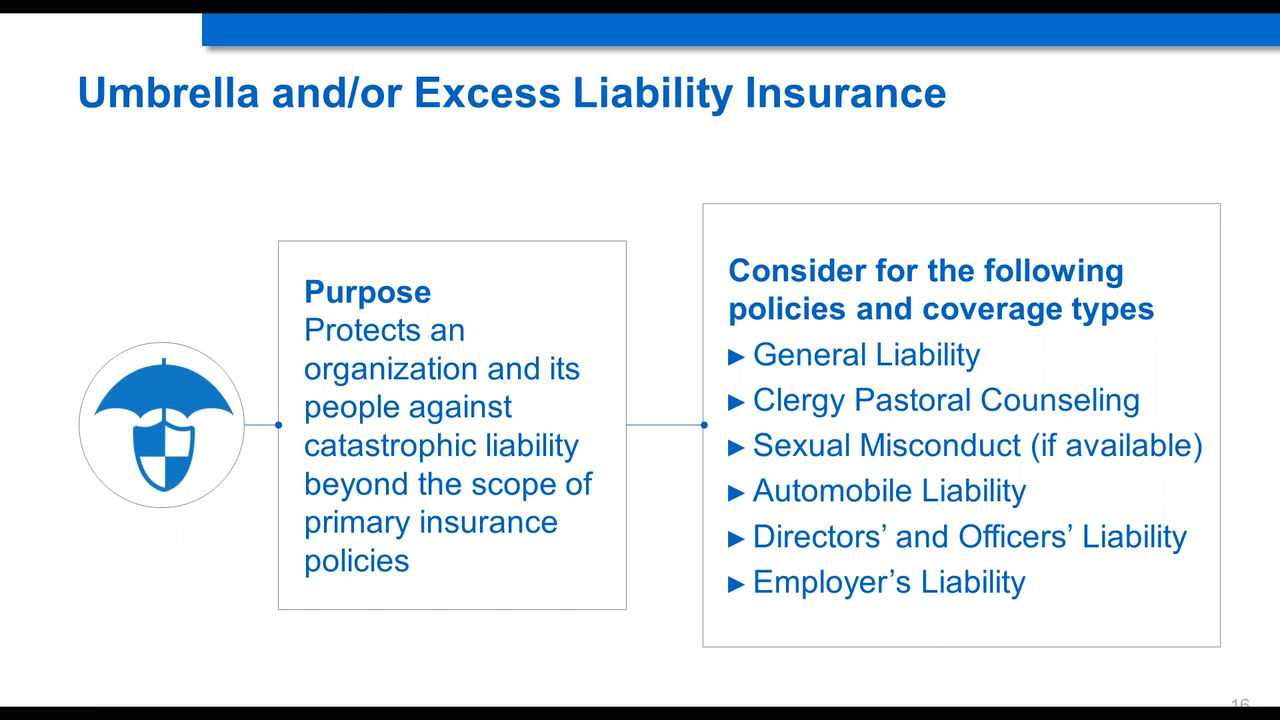 Umbrella and/or Excess Liability Insurance
Purpose
Protects an
organization and its
people against
catastrophic liability
beyond the scope of
primary insurance
policies
Consider for the following
policies and coverage types
▶ General Liability
▶ Clergy Pastoral Counseling
▶ Sexual Misconduct (if available)
▶ Automobile Liability
▶ Directors’ and Officers’ Liability
▶ Employer’s Liability
16